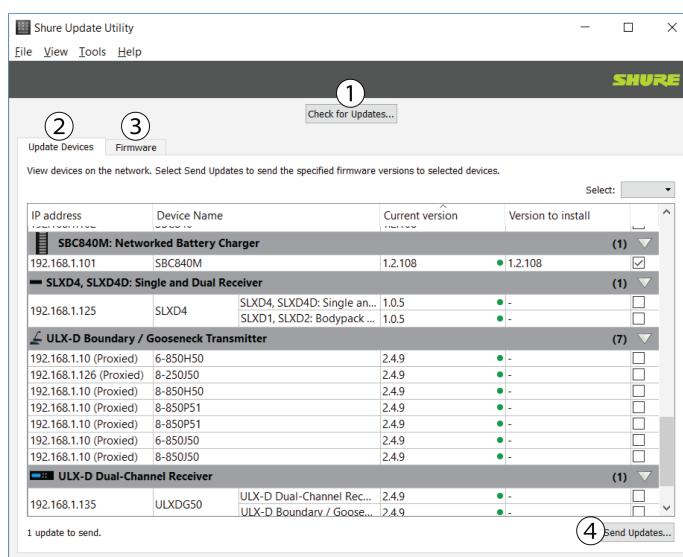 Shure Update Utility
File View Tools Help
SHURE
1
Check for Updates...
2 3
Update Devices Firmware
View devices on the network. Select Send Updates to send the specified firmware versions to selected devices.
Select:
IP address Device Name Current version Version to install
SBC840M: Networked Battery Charger (1)
192.168.1.101 SBC840M 1.2.108 1.2.108
SLXD4, SLXD4D: Single and Dual Receiver (1)
192.168.1.125 SLXD4 SLXD4, SLXD4D: Single an... 1.0.5 -
SLXD1, SLXD2: Bodypack ... 1.0.5 -
ULX-D Boundary / Gooseneck Transmitter (7)
192.168.1.10 (Proxied) 6-850H50 2.4.9 -
192.168.1.126 (Proxied) 8-250J50 2.4.9 -
192.168.1.10 (Proxied) 8-850H50 2.4.9 -
192.168.1.10 (Proxied) 8-850P51 2.4.9 -
192.168.1.10 (Proxied) 8-850P51 2.4.9 -
192.168.1.10 (Proxied) 6-850J50 2.4.9 -
192.168.1.10 (Proxied) 8-850J50 2.4.9 -
ULX-D Dual-Channel Receiver (1)
192.168.1.135 ULXDG50 ULX-D Dual-Channel Rec... 2.4.9 -
ULX-D Boundary / Goose... 2.4.9 -
1 update to send. 4 Send Updates...